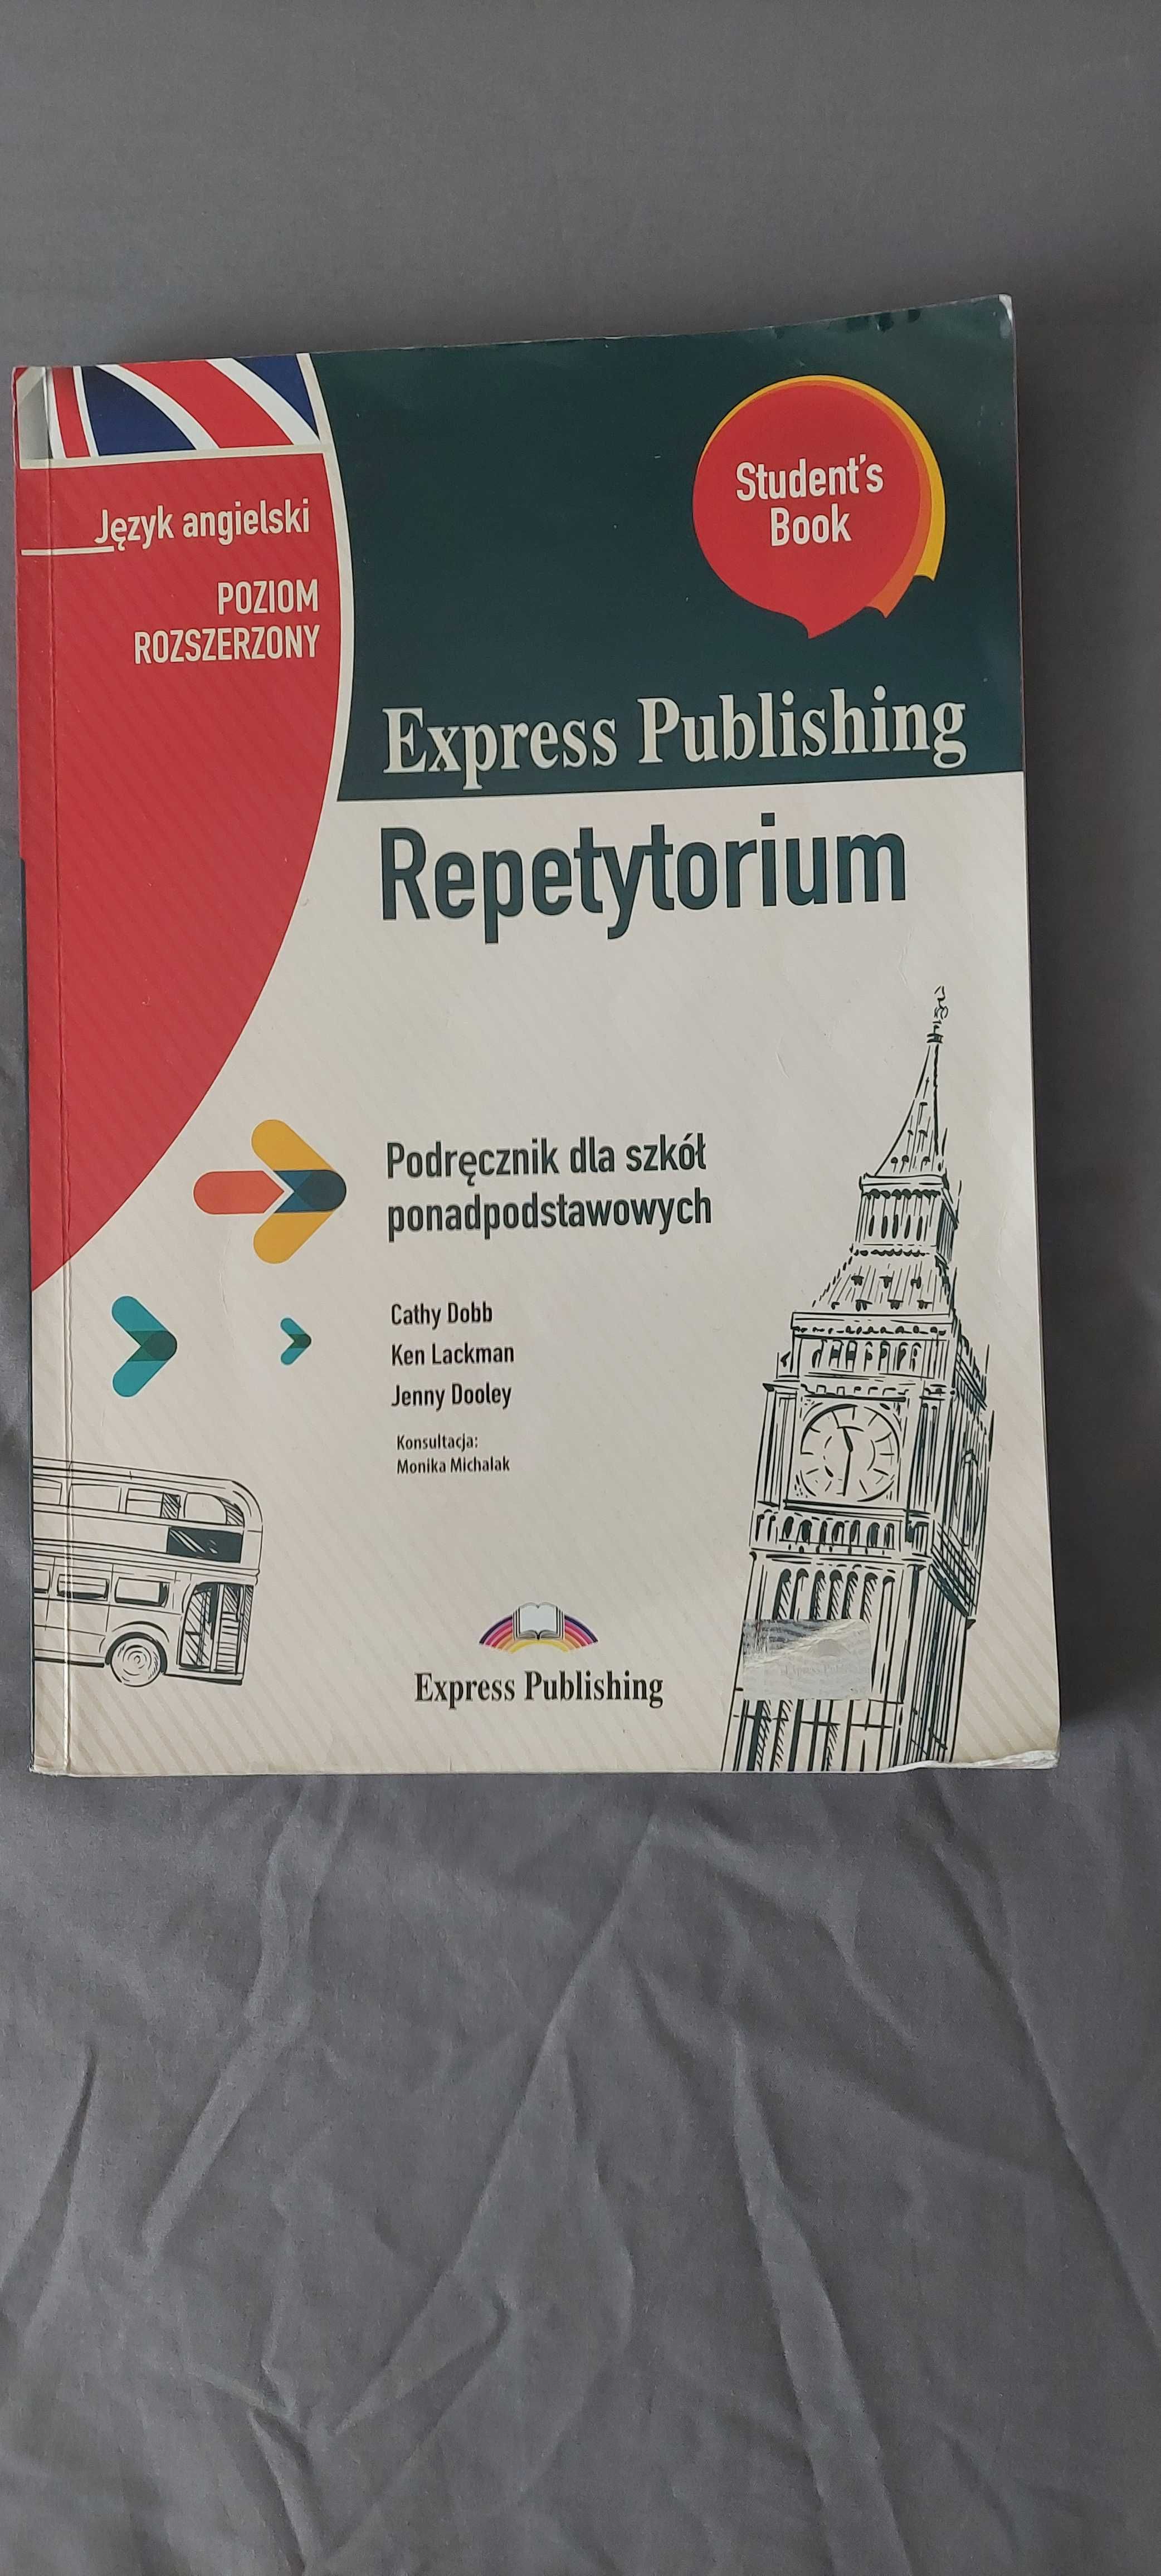 Język angielski
POZIOM
ROZSZERZONY
Student's
Book
Express Publishing
Repetytorium
Podręcznik dla szkół
ponadpodstawowych
Cathy Dobb
Ken Lackman
Jenny Dooley
Konsultacja:
Monika Michalak
Express Publishing